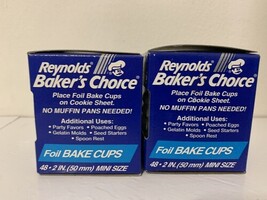 Reynolds®
Baker's Choice®
Place Foil Bake Cups
on Cookie Sheet.
NO MUFFIN PANS NEEDED!
Additional Uses:
• Party Favors • Poached Eggs
• Gelatin Molds • Seed Starters
• Spoon Rest
Foil BAKE CUPS
48 • 2 IN. (50 mm) MINI SIZE
Reynolds®
Baker's Choice®
Place Foil Bake Cups
on Cookie Sheet.
NO MUFFIN PANS NEEDED!
Additional Uses:
• Party Favors • Poached Eggs
• Gelatin Molds • Seed Starters
• Spoon Rest
Foil BAKE CUPS
48 • 2 IN. (50 mm) MINI SIZE